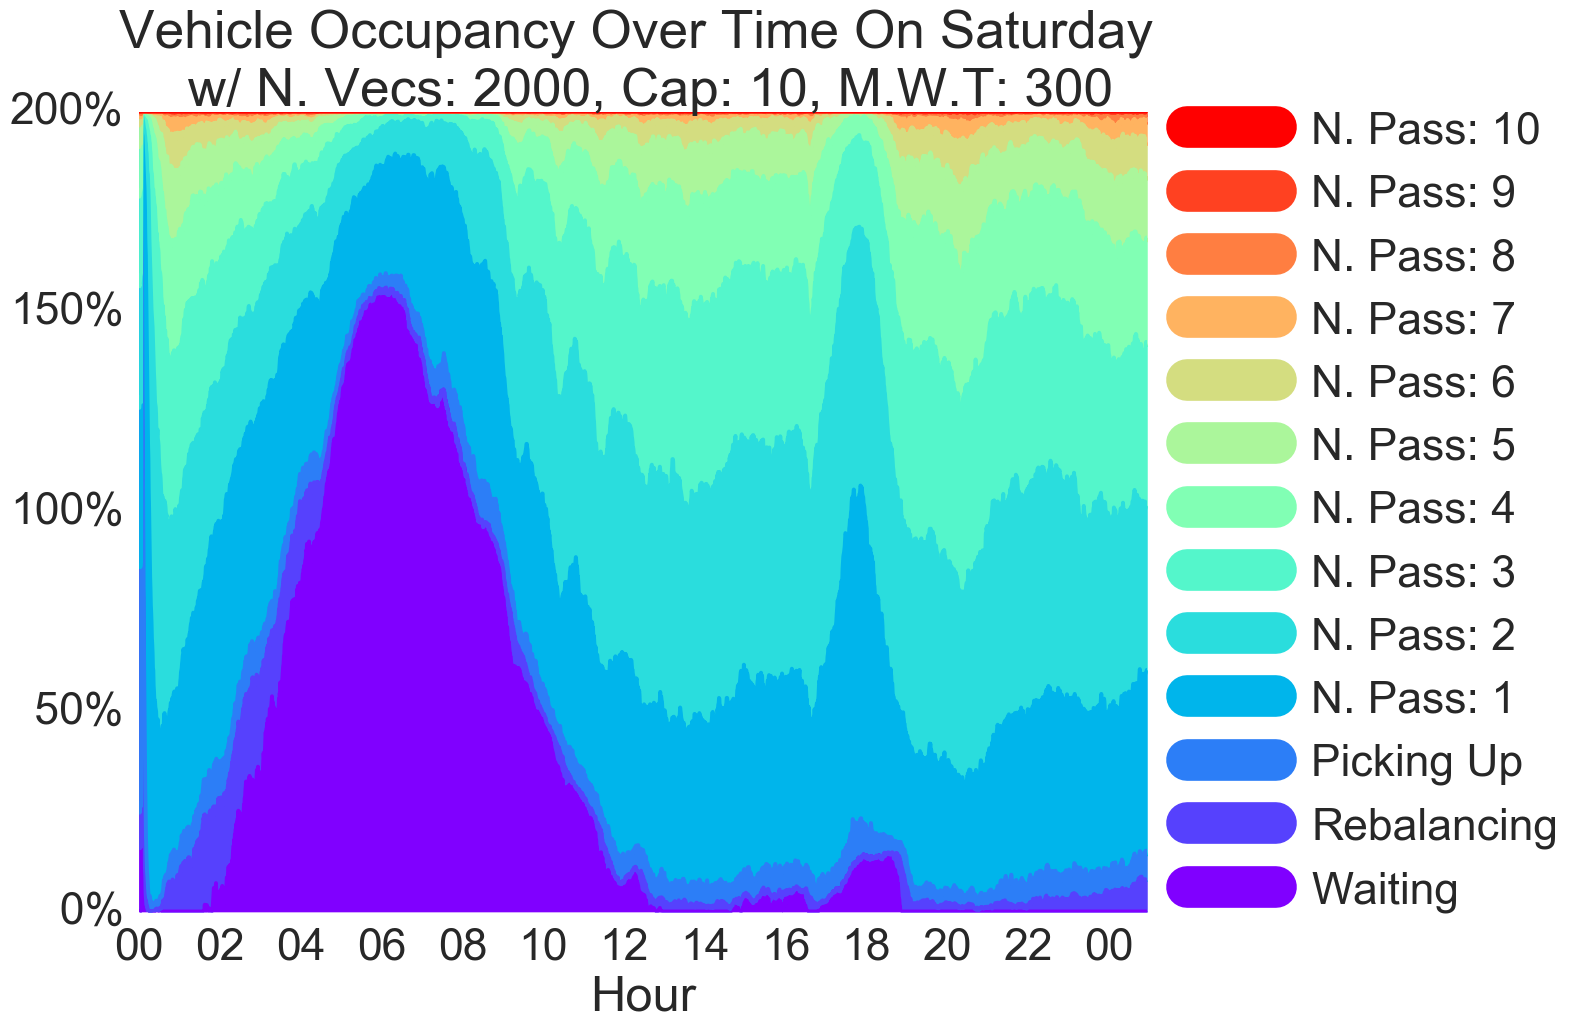 Vehicle Occupancy Over Time On Saturday
w/ N. Vecs: 2000, Cap: 10, M.W.T: 300
200%
150%
100%
50%
0%
00 02 04 06 08 10 12 14 16 18 20 22 00
Hour
N. Pass: 10
N. Pass: 9
N. Pass: 8
N. Pass: 7
N. Pass: 6
N. Pass: 5
N. Pass: 4
N. Pass: 3
N. Pass: 2
N. Pass: 1
Picking Up
Rebalancing
Waiting